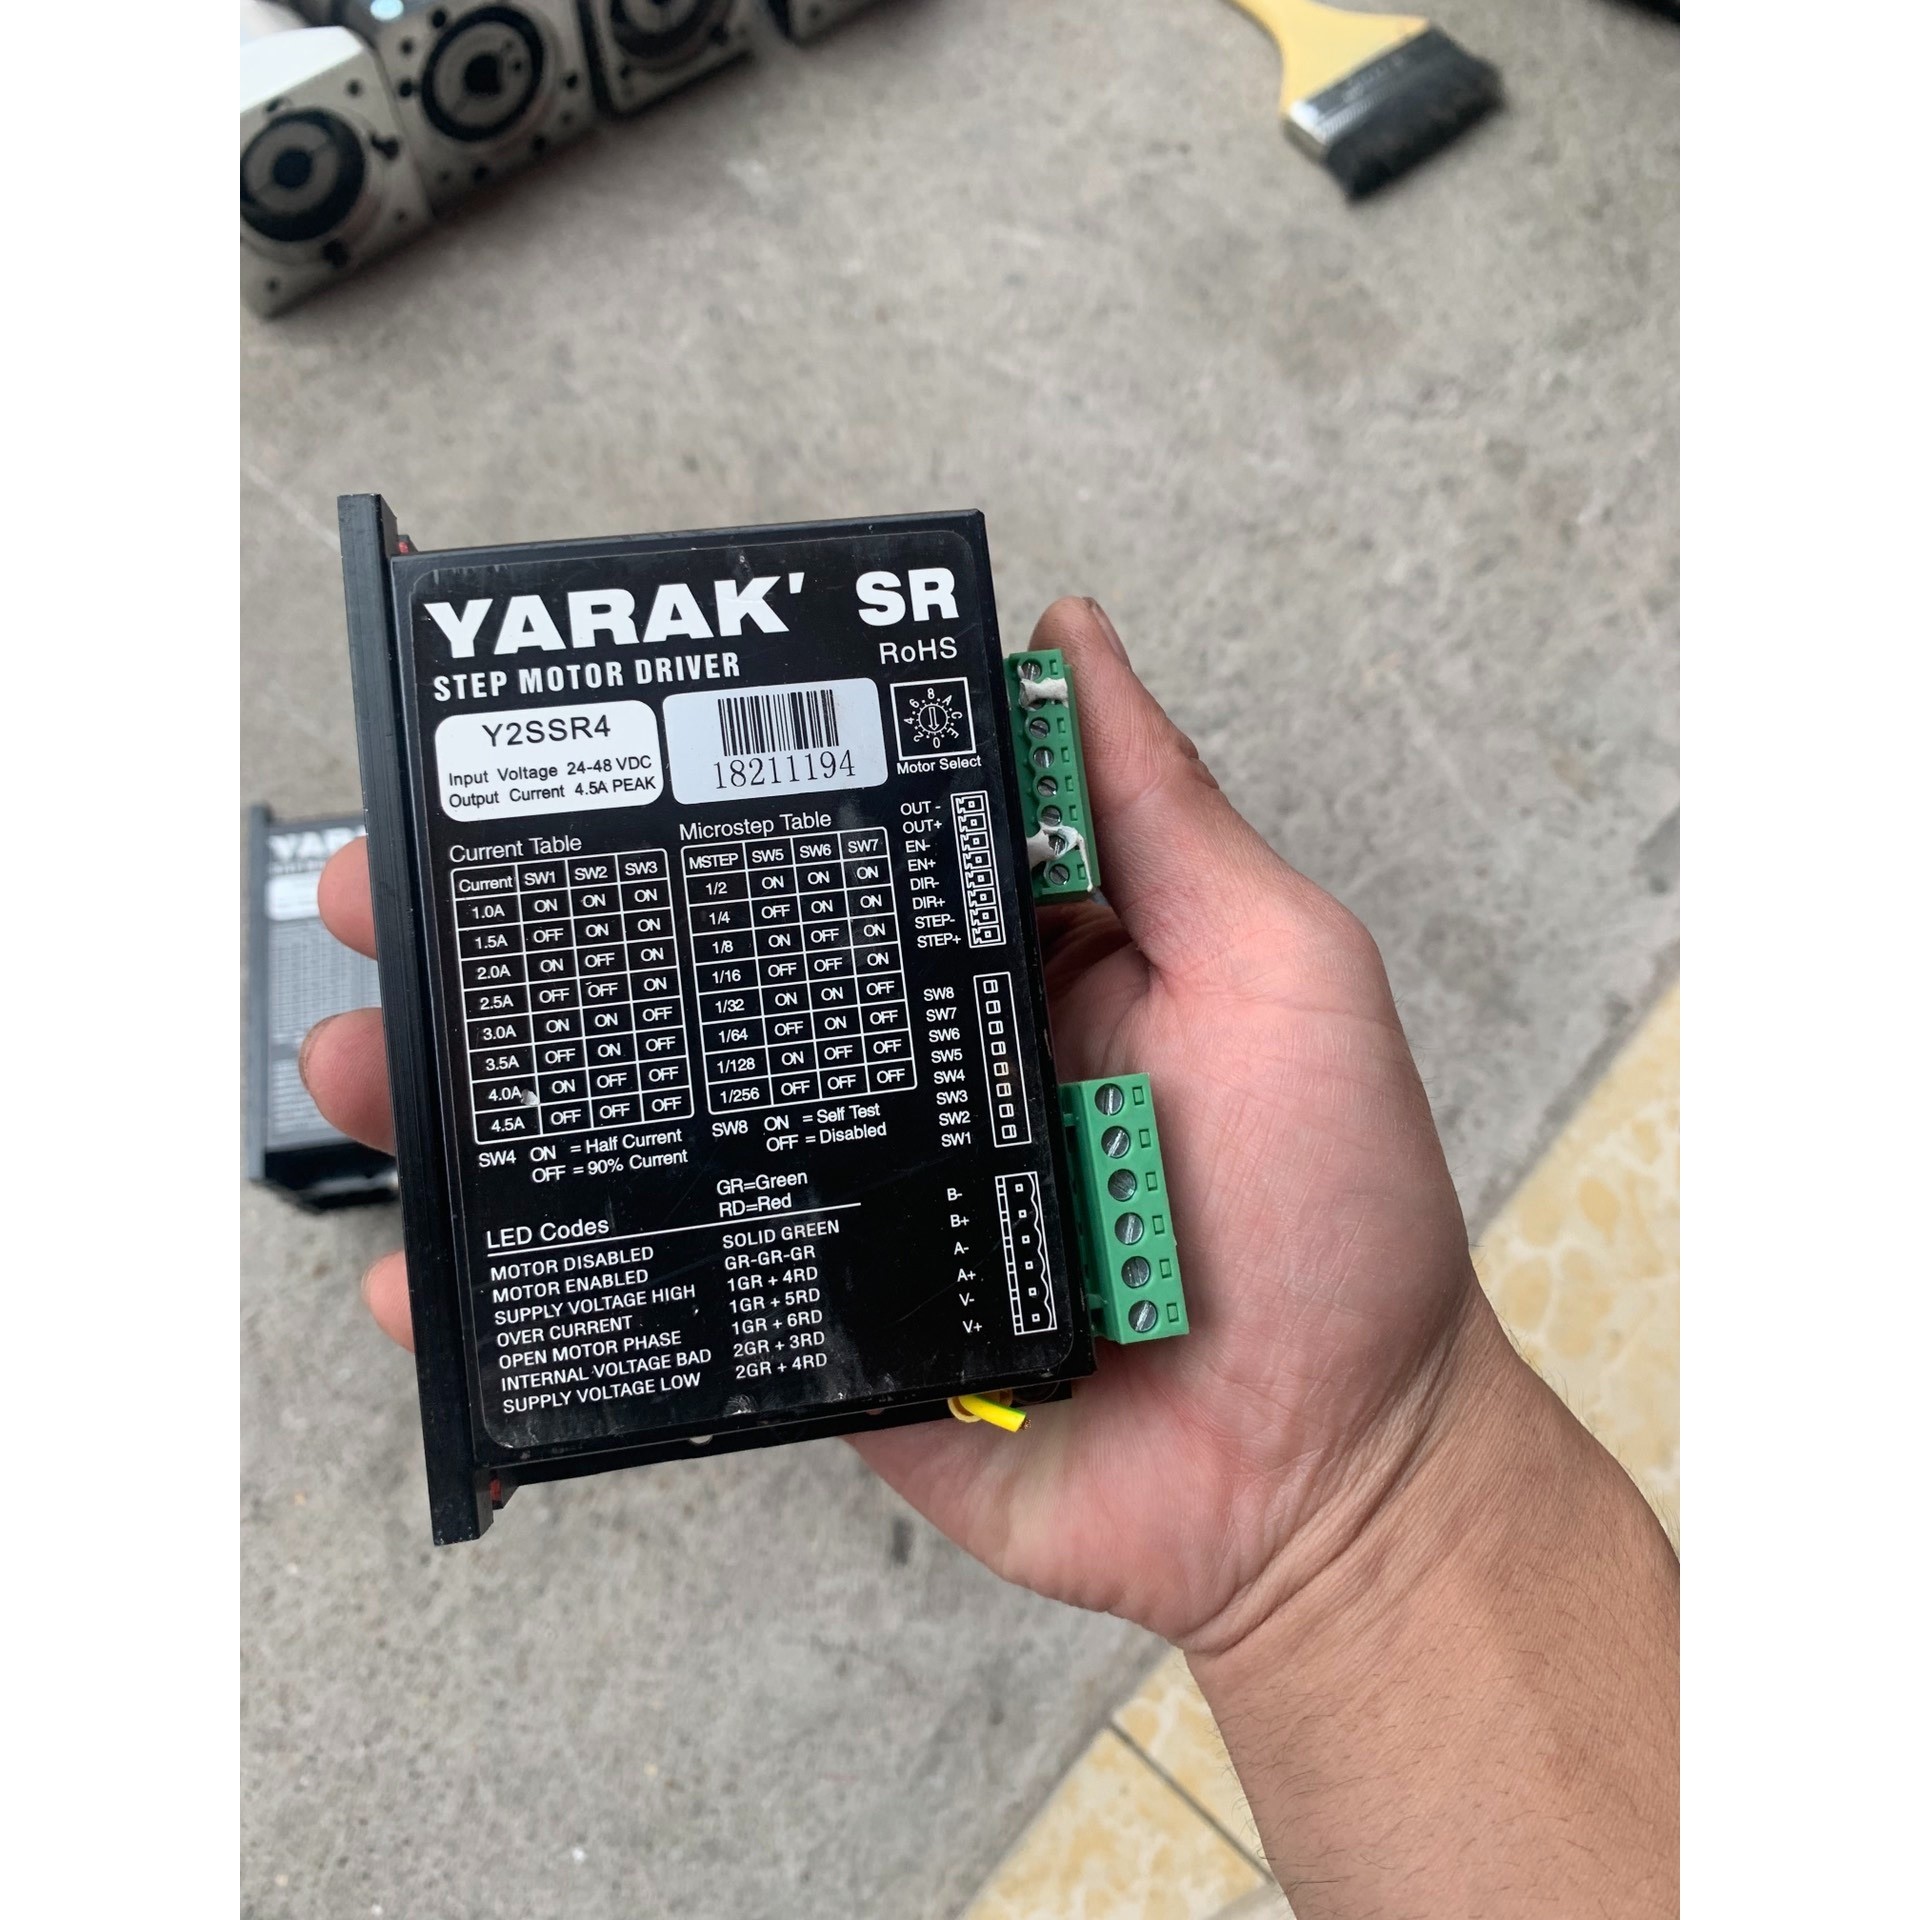 YARAK' SR
STEP MOTOR DRIVER RoHS
Y2SSR4
Input Voltage 24-48 VDC
Output Current 4.5A PEAK
18211194
0 2 4 6 8 A C E
Motor Select
Current Table
Current SW1 SW2 SW3
1.0A ON ON ON
1.5A OFF ON ON
2.0A ON OFF ON
2.5A OFF OFF ON
3.0A ON ON OFF
3.5A OFF ON OFF
4.0A ON OFF OFF
4.5A OFF OFF OFF
SW4 ON = Half Current
OFF = 90% Current
Microstep Table
MSTEP SW5 SW6 SW7
1/2 ON ON ON
1/4 OFF ON ON
1/8 ON OFF ON
1/16 OFF OFF ON
1/32 ON ON OFF
1/64 OFF ON OFF
1/128 ON OFF OFF
1/256 OFF OFF OFF
SW8 ON = Self Test
OFF = Disabled
OUT -
OUT+
EN-
EN+
DIR-
DIR+
STEP-
STEP+
SW8
SW7
SW6
SW5
SW4
SW3
SW2
SW1
B-
B+
A-
A+
V-
V+
GR=Green
RD=Red
LED Codes
MOTOR DISABLED SOLID GREEN
MOTOR ENABLED GR-GR-GR
SUPPLY VOLTAGE HIGH 1GR + 4RD
OVER CURRENT 1GR + 5RD
OPEN MOTOR PHASE 1GR + 6RD
INTERNAL VOLTAGE BAD 2GR + 3RD
SUPPLY VOLTAGE LOW 2GR + 4RD